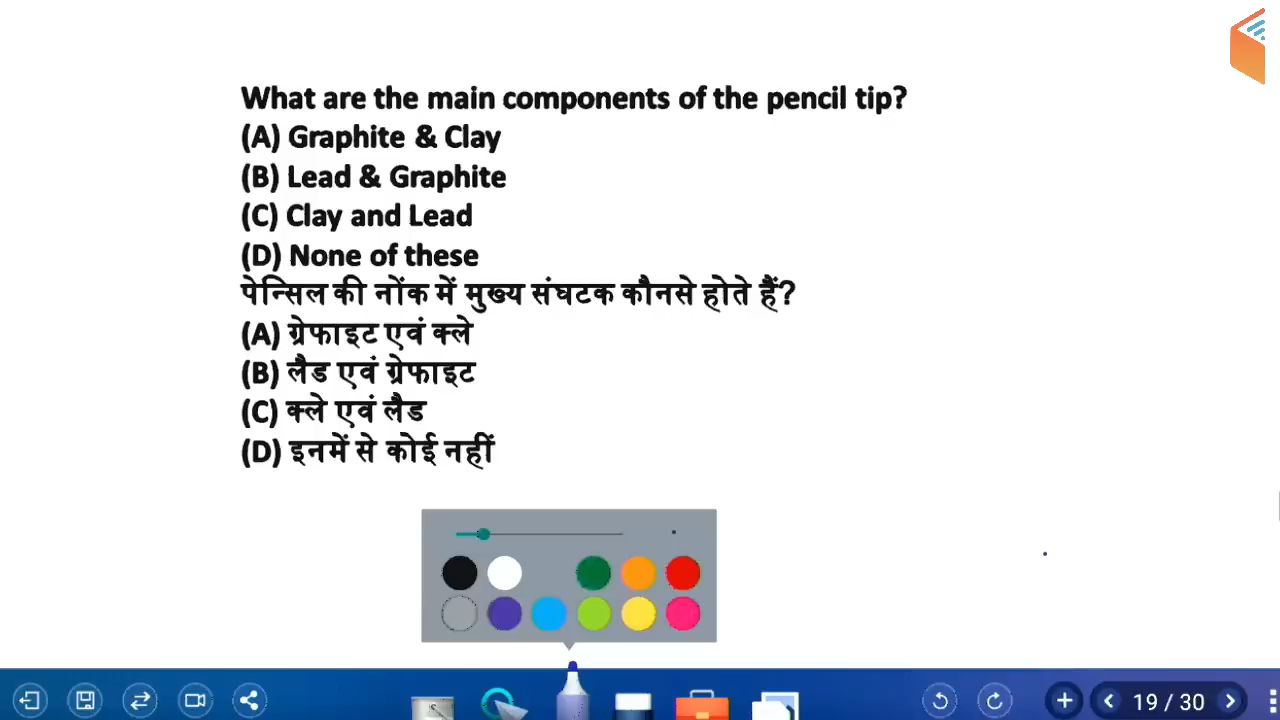 What are the main components of the pencil tip?
(A) Graphite & Clay
(B) Lead & Graphite
(C) Clay and Lead
(D) None of these
पेन्सिल की नोंक में मुख्य संघटक कौनसे होते हैं?
(A) ग्रेफाइट एवं क्ले
(B) लैड एवं ग्रेफाइट
(C) क्ले एवं लैड
(D) इनमें से कोई नहीं
19 / 30